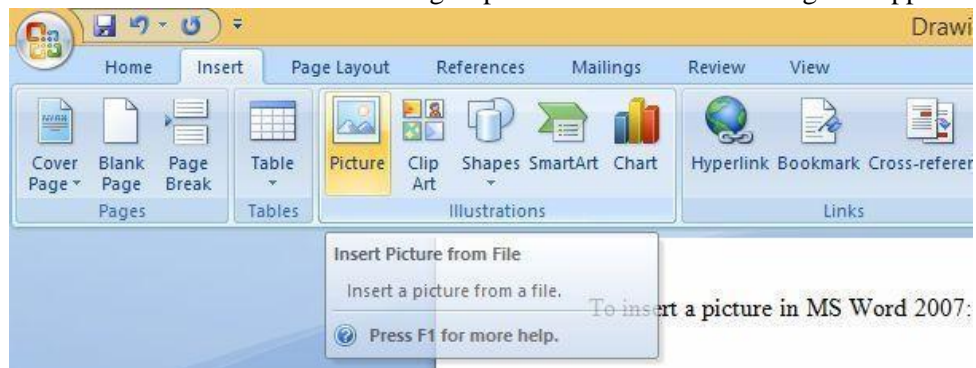 Drawi
Home Insert Page Layout References Mailings Review View
Cover Page Blank Page Page Break Table Picture Clip Art Shapes SmartArt Chart Hyperlink Bookmark Cross-referen
Pages Tables Illustrations Links
Insert Picture from File
Insert a picture from a file.
To insert a picture in MS Word 2007:
Press F1 for more help.